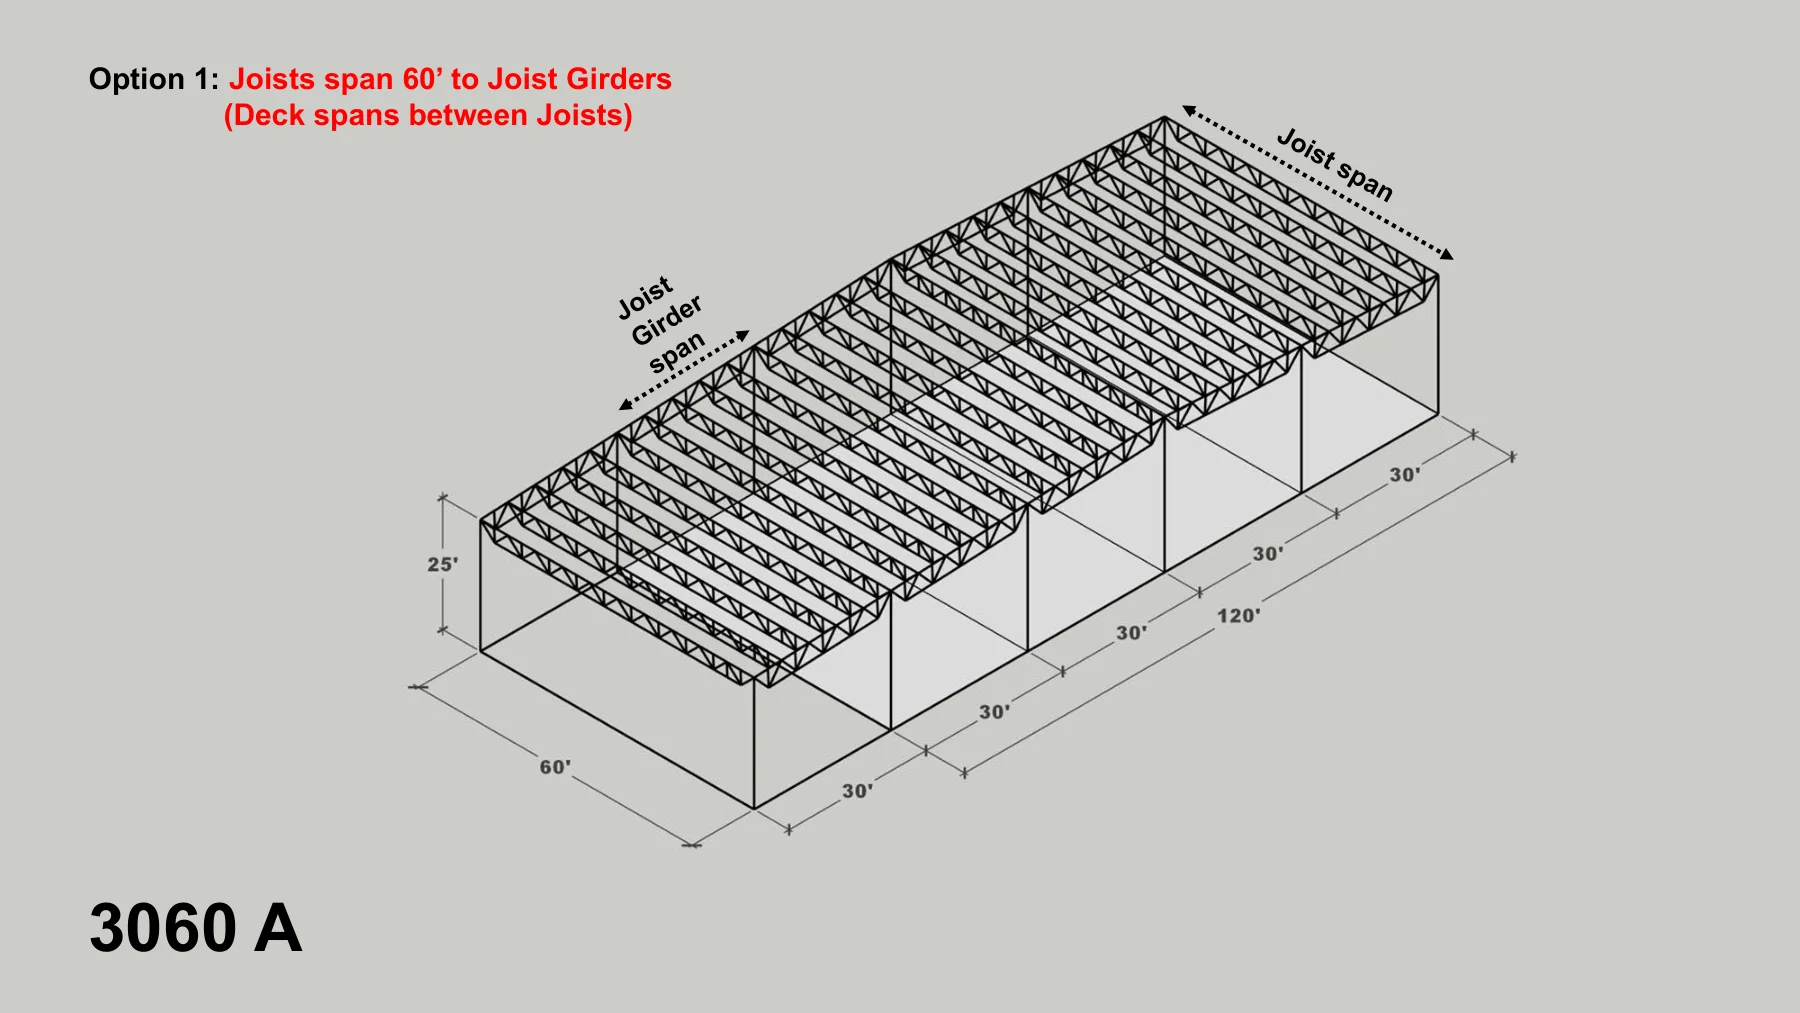 Option 1: Joists span 60’ to Joist Girders
(Deck spans between Joists)
Joist span
Joist
Girder
span
25'
30'
30'
120'
30'
30'
60'
30'
3060 A